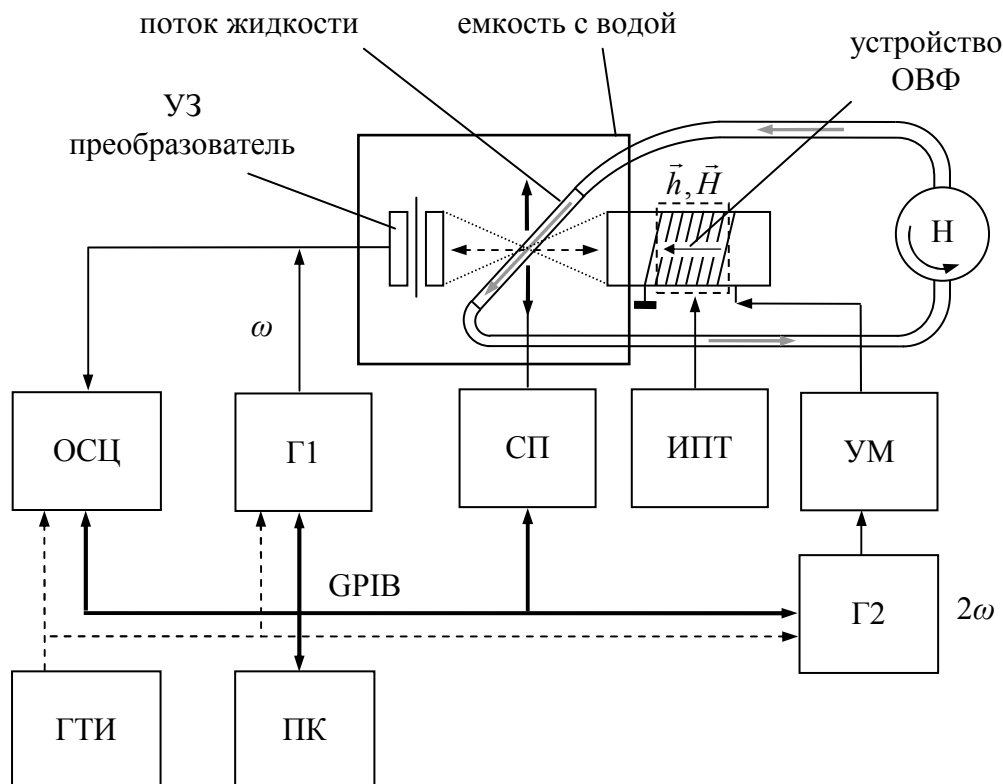 поток жидкости
емкость с водой
устройство
ОВФ
УЗ
преобразователь
h, H
Н
ω
ОСЦ
Г1
СП
ИПТ
УМ
GPIB
Г2
2ω
ГТИ
ПК